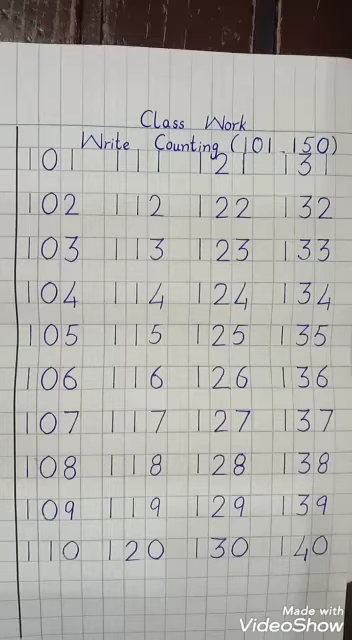 Class Work
Write Counting (101-150)
101 111 121 131
102 112 122 132
103 113 123 133
104 114 124 134
105 115 125 135
106 116 126 136
107 117 127 137
108 118 128 138
109 119 129 139
110 120 130 140
Made with
VideoShow